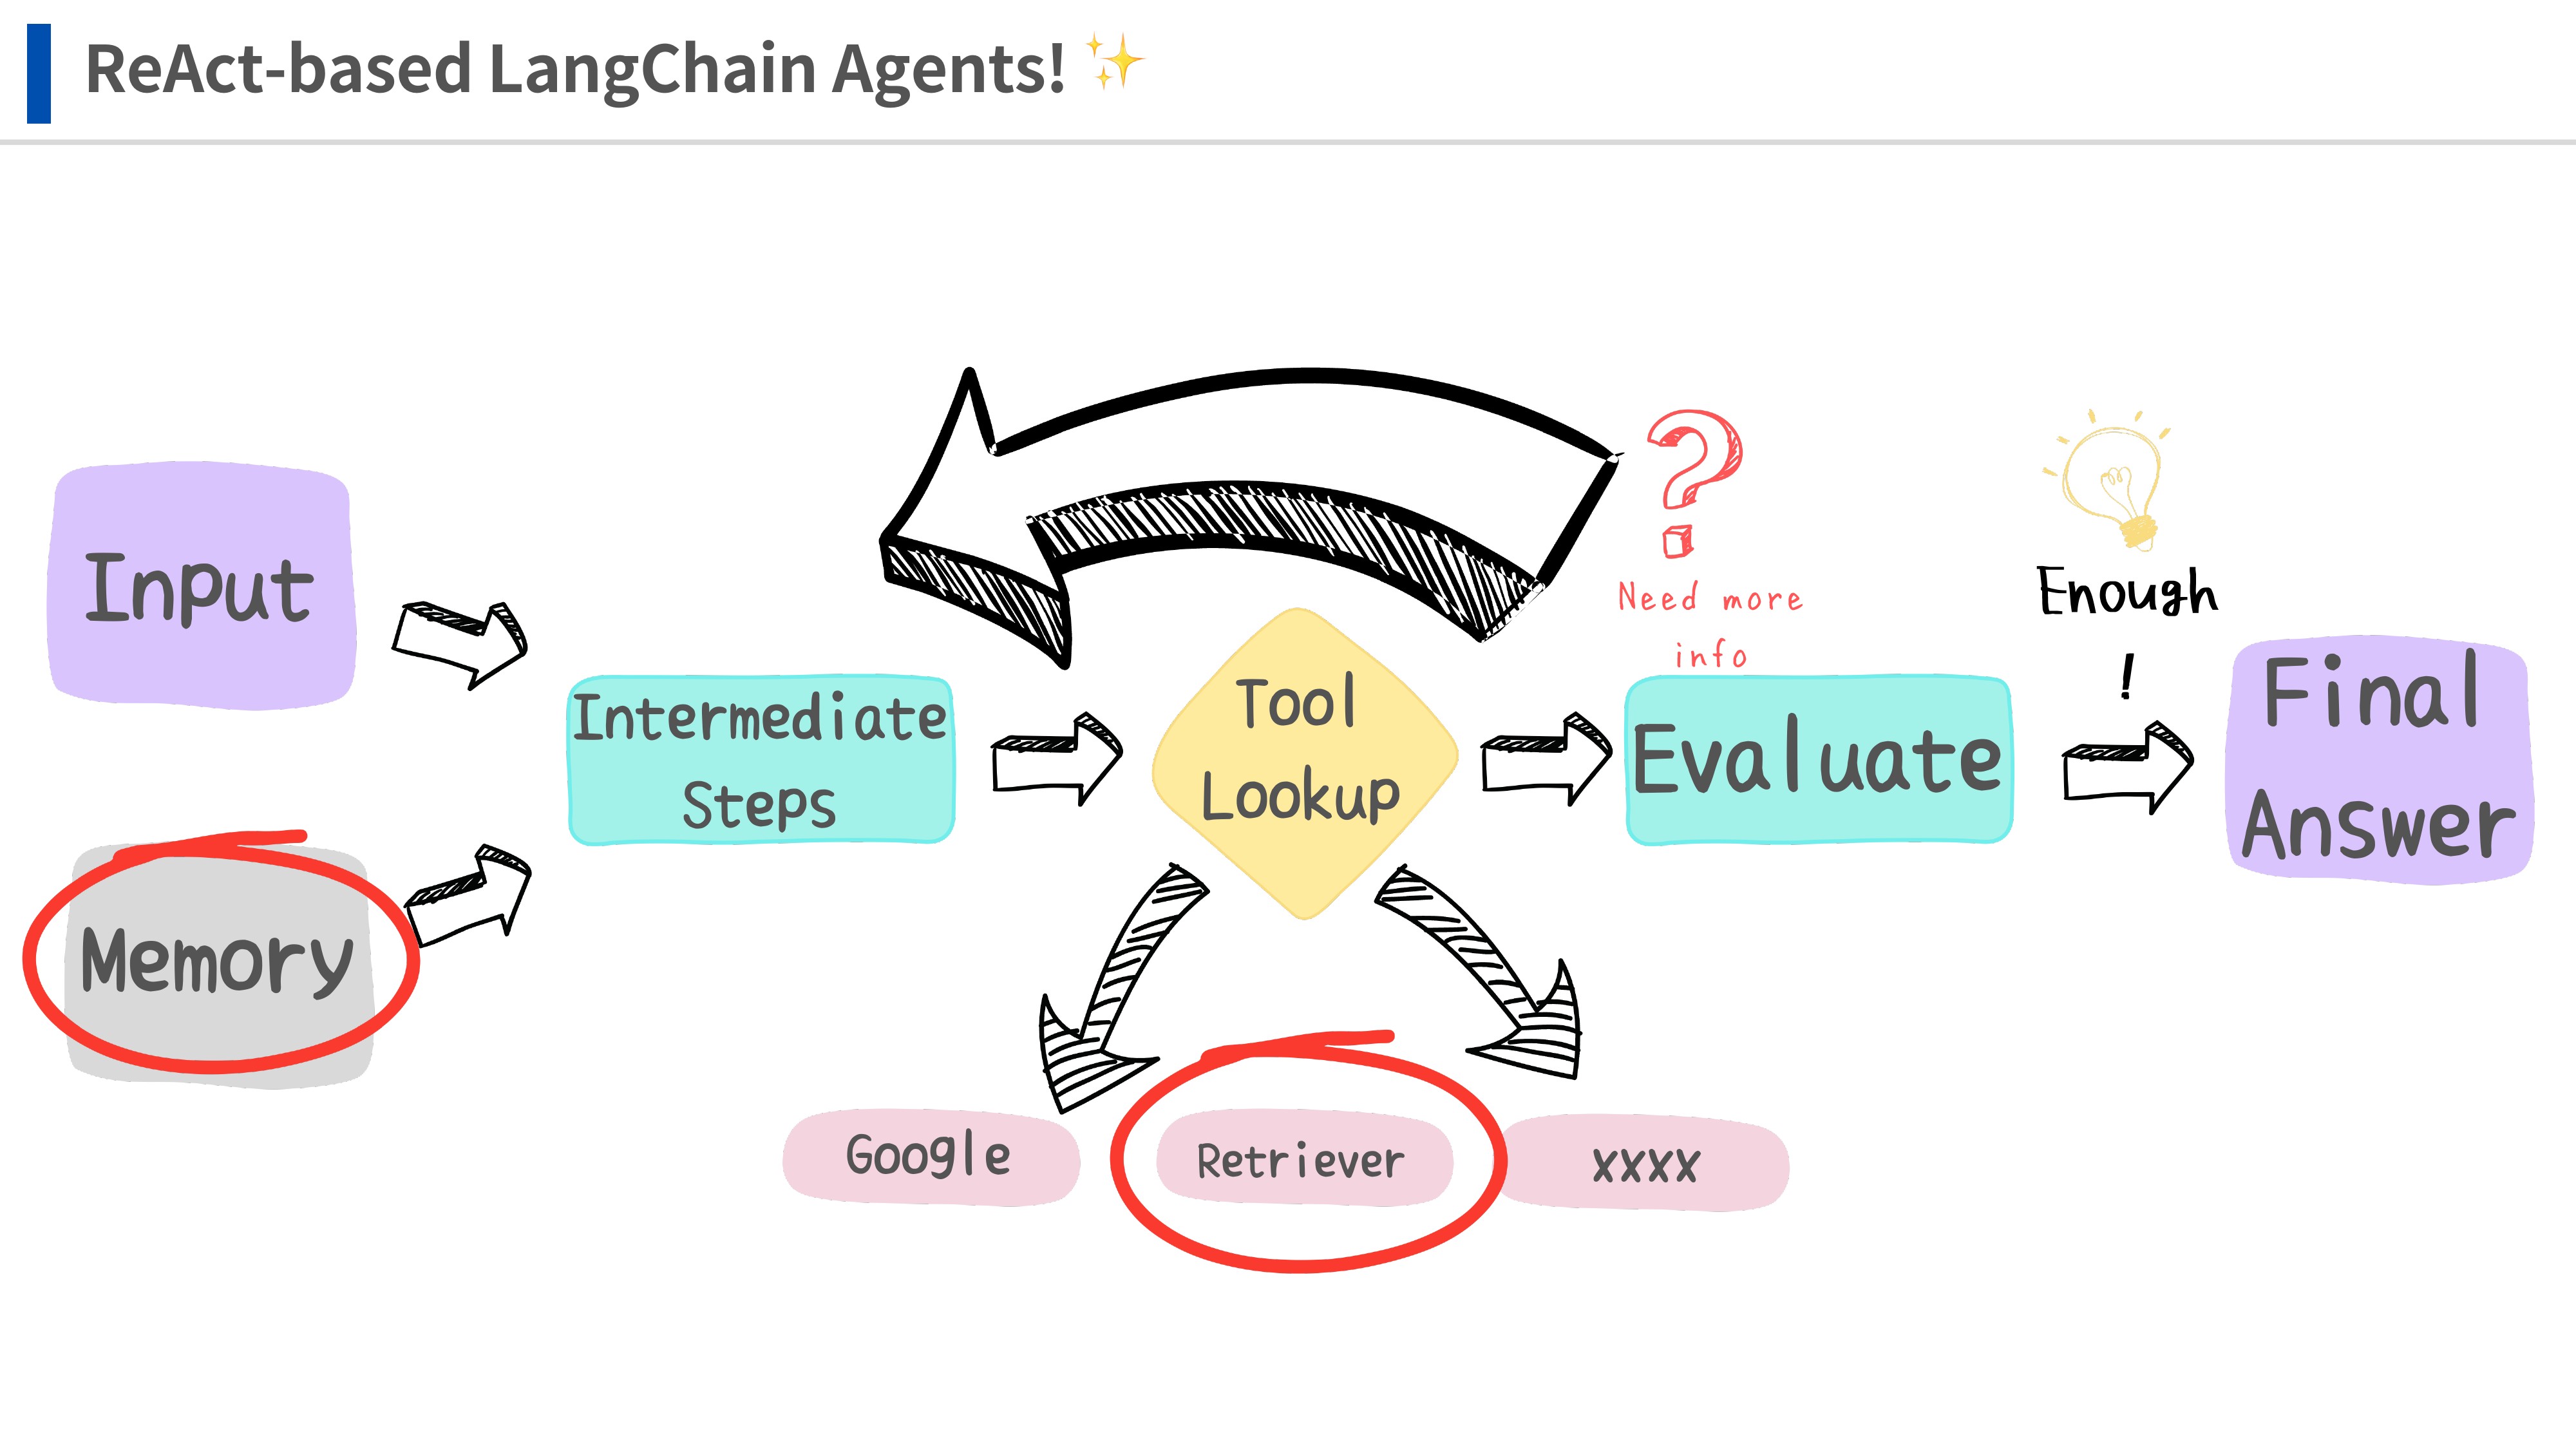 ReAct-based LangChain Agents! ✨
Input
Memory
Intermediate
Steps
Tool
Lookup
Google
Retriever
xxxx
Need more
info
Evaluate
Enough
!
Final
Answer